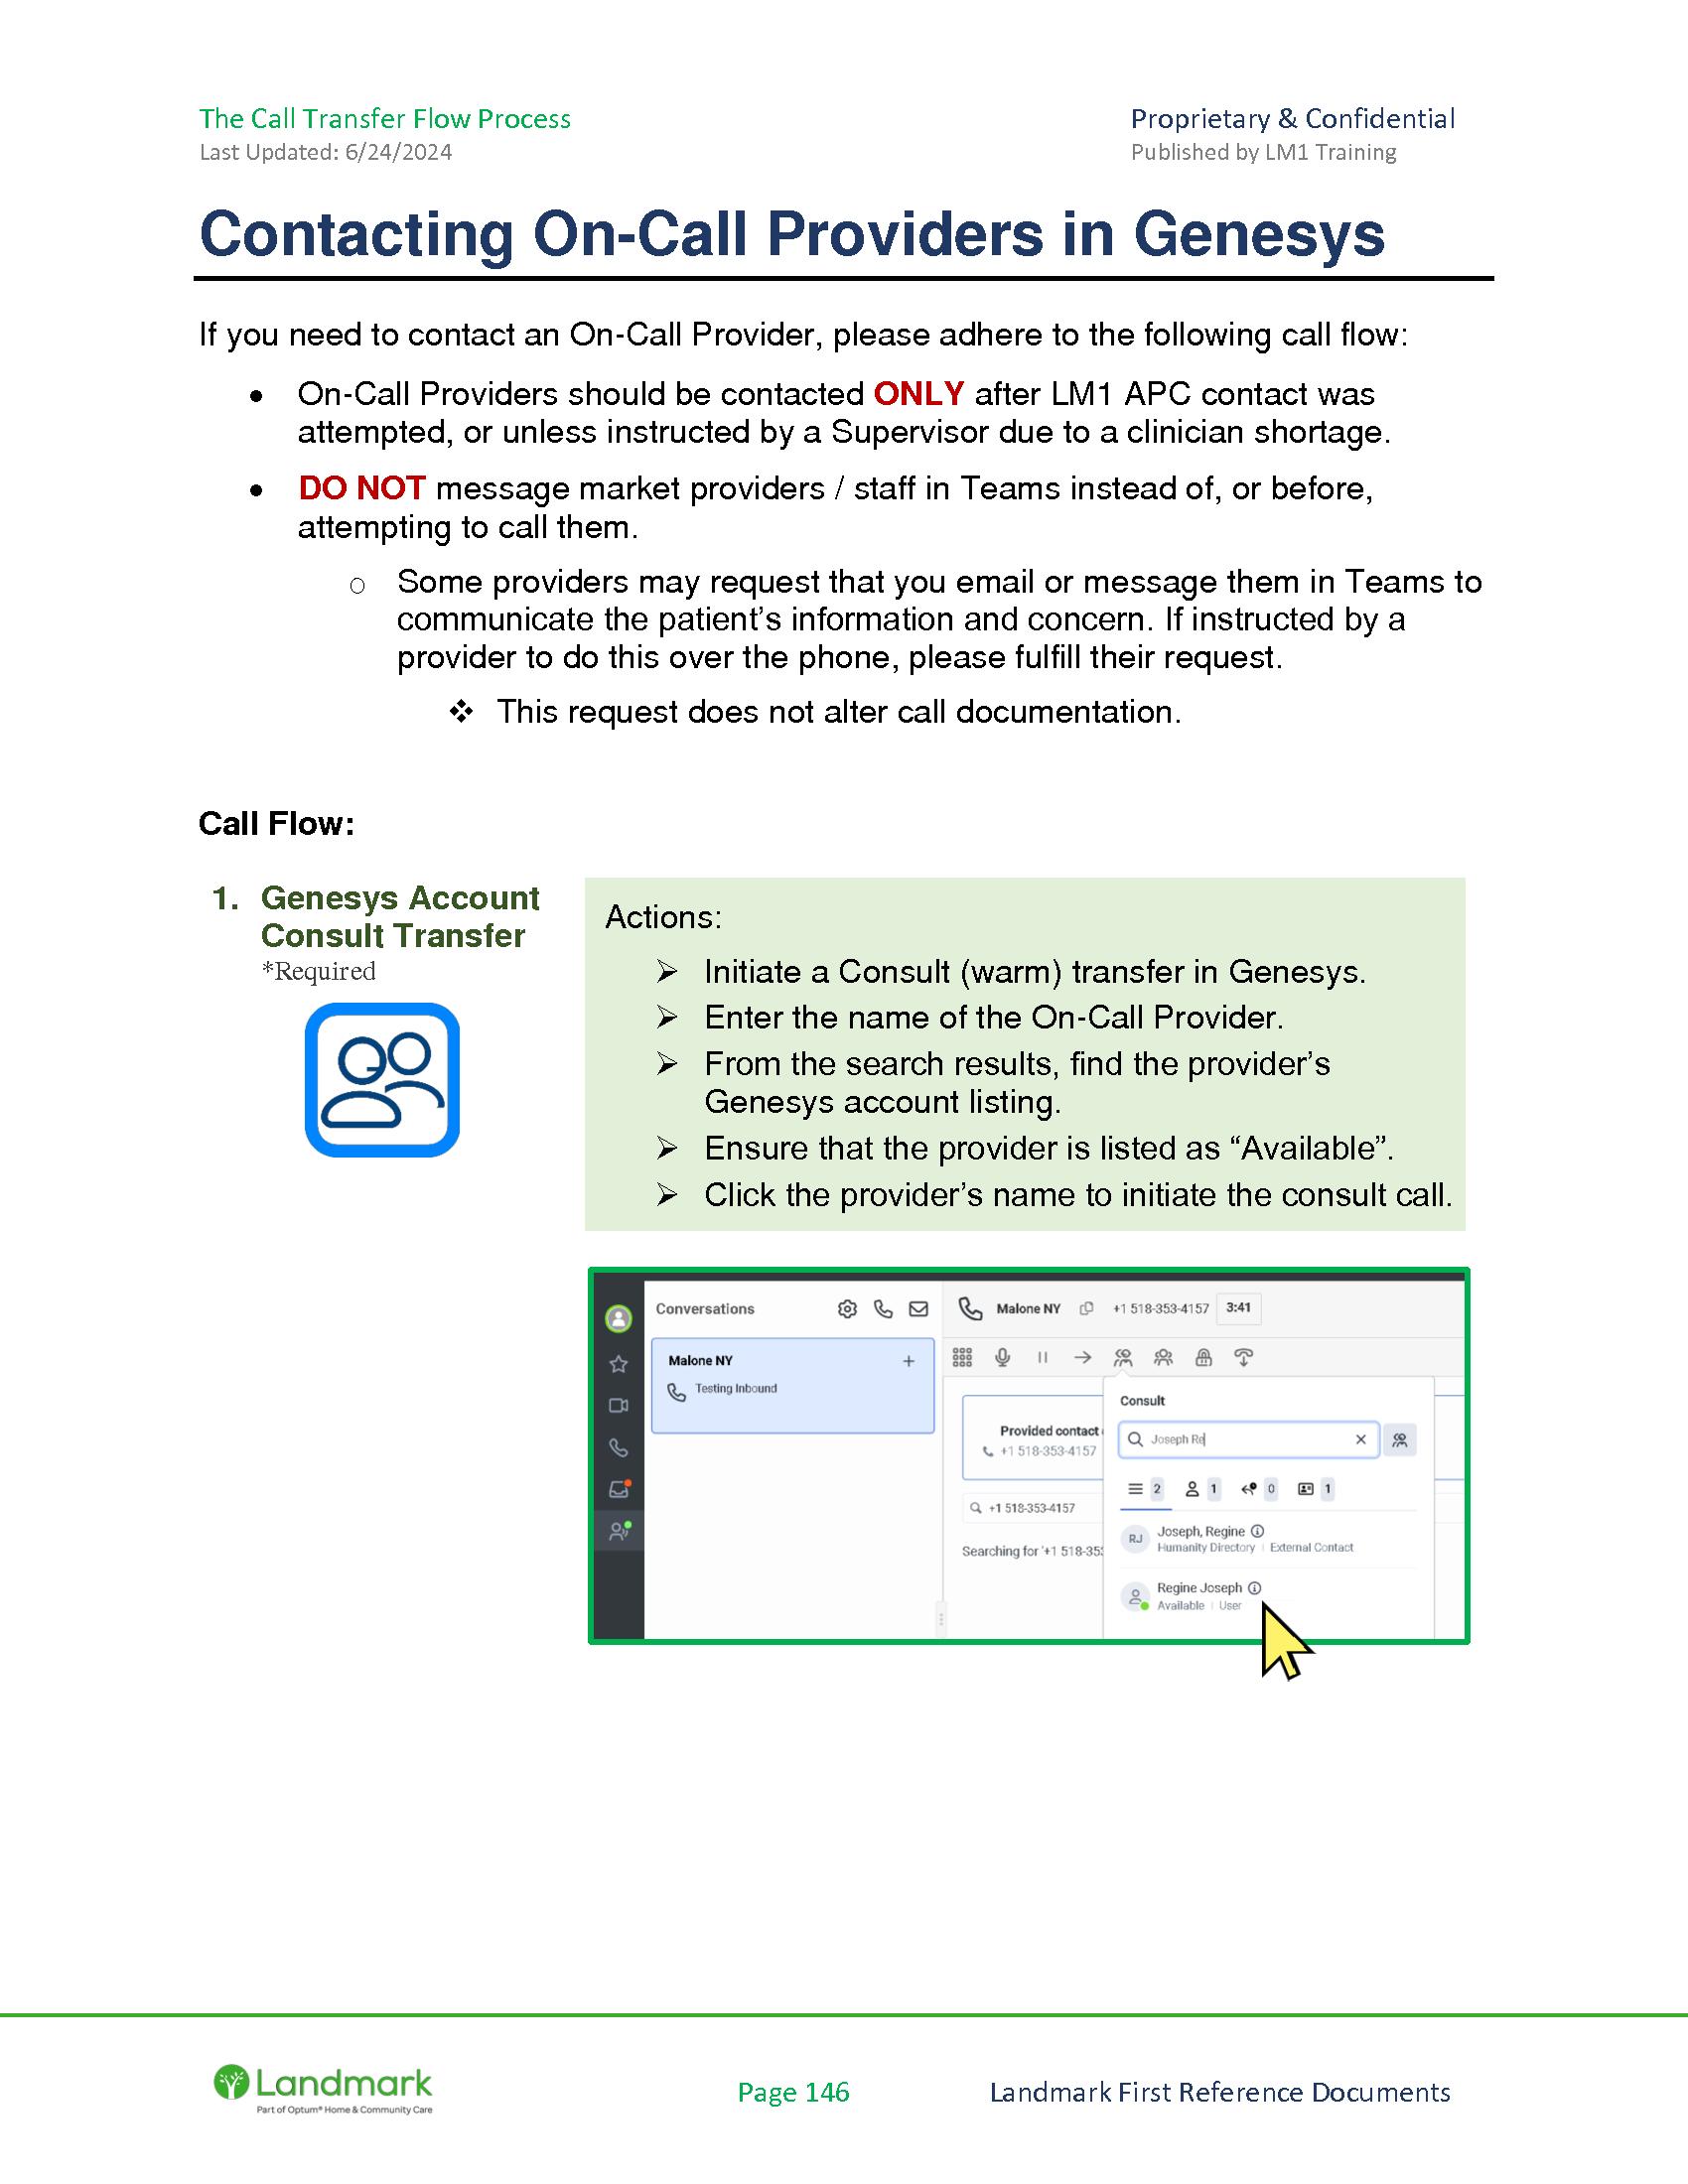 The Call Transfer Flow Process
Proprietary & Confidential
Last Updated: 6/24/2024
Published by LM1 Training
Contacting On-Call Providers in Genesys
If you need to contact an On-Call Provider, please adhere to the following call flow:
• On-Call Providers should be contacted ONLY after LM1 APC contact was
attempted, or unless instructed by a Supervisor due to a clinician shortage.
• DO NOT message market providers / staff in Teams instead of, or before,
attempting to call them.
o Some providers may request that you email or message them in Teams to
communicate the patient's information and concern. If instructed by a
provider to do this over the phone, please fulfill their request.
❖ This request does not alter call documentation.
Call Flow:
1. Genesys Account
Consult Transfer
*Required
Actions:
➢ Initiate a Consult (warm) transfer in Genesys.
➢ Enter the name of the On-Call Provider.
➢ From the search results, find the provider's
Genesys account listing.
➢ Ensure that the provider is listed as “Available”.
➢ Click the provider's name to initiate the consult call.
Conversations
Malone NY
+1 518-353-4157
3:41
Malone NY
+
Testing Inbound
Consult
Provided contact
+1 518-353-4157
Joseph Re
2
1
0
1
+1 518-353-4157
RJ
Joseph, Regine
Humanity Directory | External Contact
Searching for '+1 518-35
Regine Joseph
Available | User
Landmark
Part of Optum® Home & Community Care
Page 146
Landmark First Reference Documents